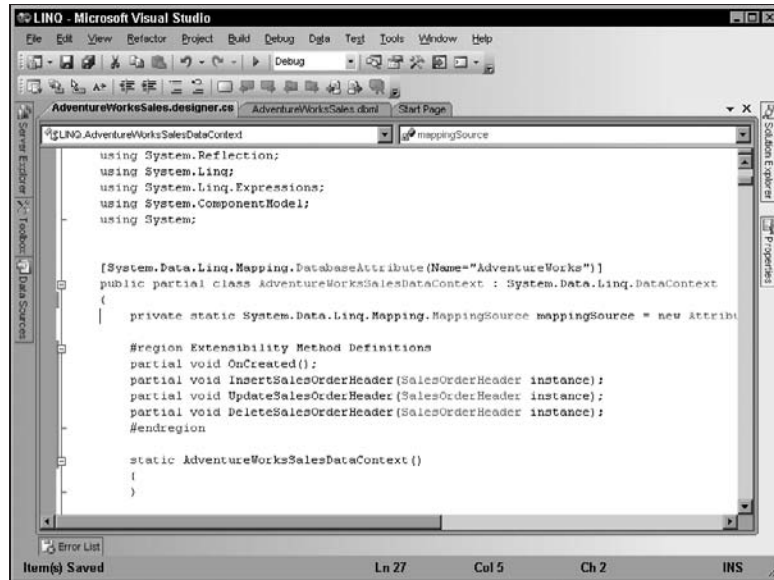 LINQ - Microsoft Visual Studio
File Edit View Refactor Project Build Debug Data Test Tools Window Help
Debug
AdventureWorksSales.designer.cs AdventureWorksSales.dbml Start Page
LINQ.AdventureWorksSalesDataContext mappingSource
Server Explorer
Toolbox
Data Sources
Solution Explorer
Properties
using System.Reflection;
using System.Linq;
using System.Linq.Expressions;
using System.ComponentModel;
using System;
[System.Data.Linq.Mapping.DatabaseAttribute(Name="AdventureWorks")]
public partial class AdventureWorksSalesDataContext : System.Data.Linq.DataContext
{
private static System.Data.Linq.Mapping.MappingSource mappingSource = new Attribu
#region Extensibility Method Definitions
partial void OnCreated();
partial void InsertSalesOrderHeader(SalesOrderHeader instance);
partial void UpdateSalesOrderHeader(SalesOrderHeader instance);
partial void DeleteSalesOrderHeader(SalesOrderHeader instance);
#endregion
static AdventureWorksSalesDataContext()
{
}
Error List
Item(s) Saved Ln 27 Col 5 Ch 2 INS